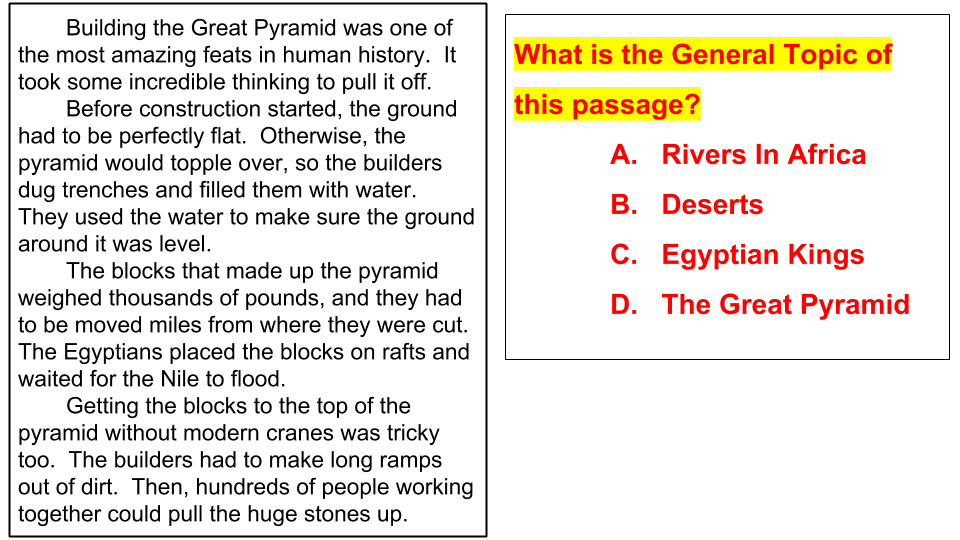 Building the Great Pyramid was one of
the most amazing feats in human history.  It
took some incredible thinking to pull it off.
Before construction started, the ground
had to be perfectly flat.  Otherwise, the
pyramid would topple over, so the builders
dug trenches and filled them with water.
They used the water to make sure the ground
around it was level.
The blocks that made up the pyramid
weighed thousands of pounds, and they had
to be moved miles from where they were cut.
The Egyptians placed the blocks on rafts and
waited for the Nile to flood.
Getting the blocks to the top of the
pyramid without modern cranes was tricky
too.  The builders had to make long ramps
out of dirt.  Then, hundreds of people working
together could pull the huge stones up.
What is the General Topic of
this passage?
A. Rivers In Africa
B. Deserts
C. Egyptian Kings
D. The Great Pyramid